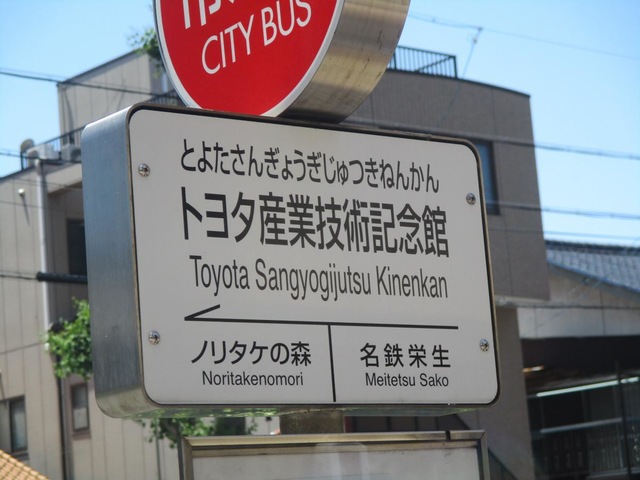 CITY BUS
とよたさんぎょうぎじゅつきねんかん
トヨタ産業技術記念館
Toyota Sangyogijutsu Kinenkan
ノリタケの森 名鉄栄生
Noritakenomori Meitetsu Sako